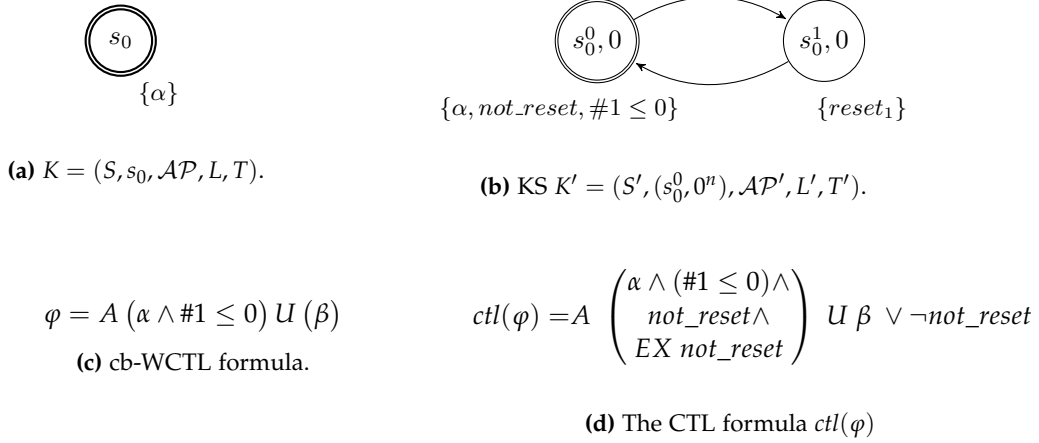 s₀
{α}
(a) K = (S, s₀, 𝒜𝒫, L, T).
s₀⁰, 0
s₀¹, 0
{α, not_reset, #1 ≤ 0}
{reset₁}
(b) KS K′ = (S′, (s₀⁰, 0ⁿ), 𝒜𝒫′, L′, T′).
φ = A (α ∧ #1 ≤ 0) U (β)
(c) cb-WCTL formula.
α ∧ (#1 ≤ 0)∧
ctl(φ) =A ( not_reset∧ ) U β ∨ ¬not_reset
EX not_reset
(d) The CTL formula ctl(φ)